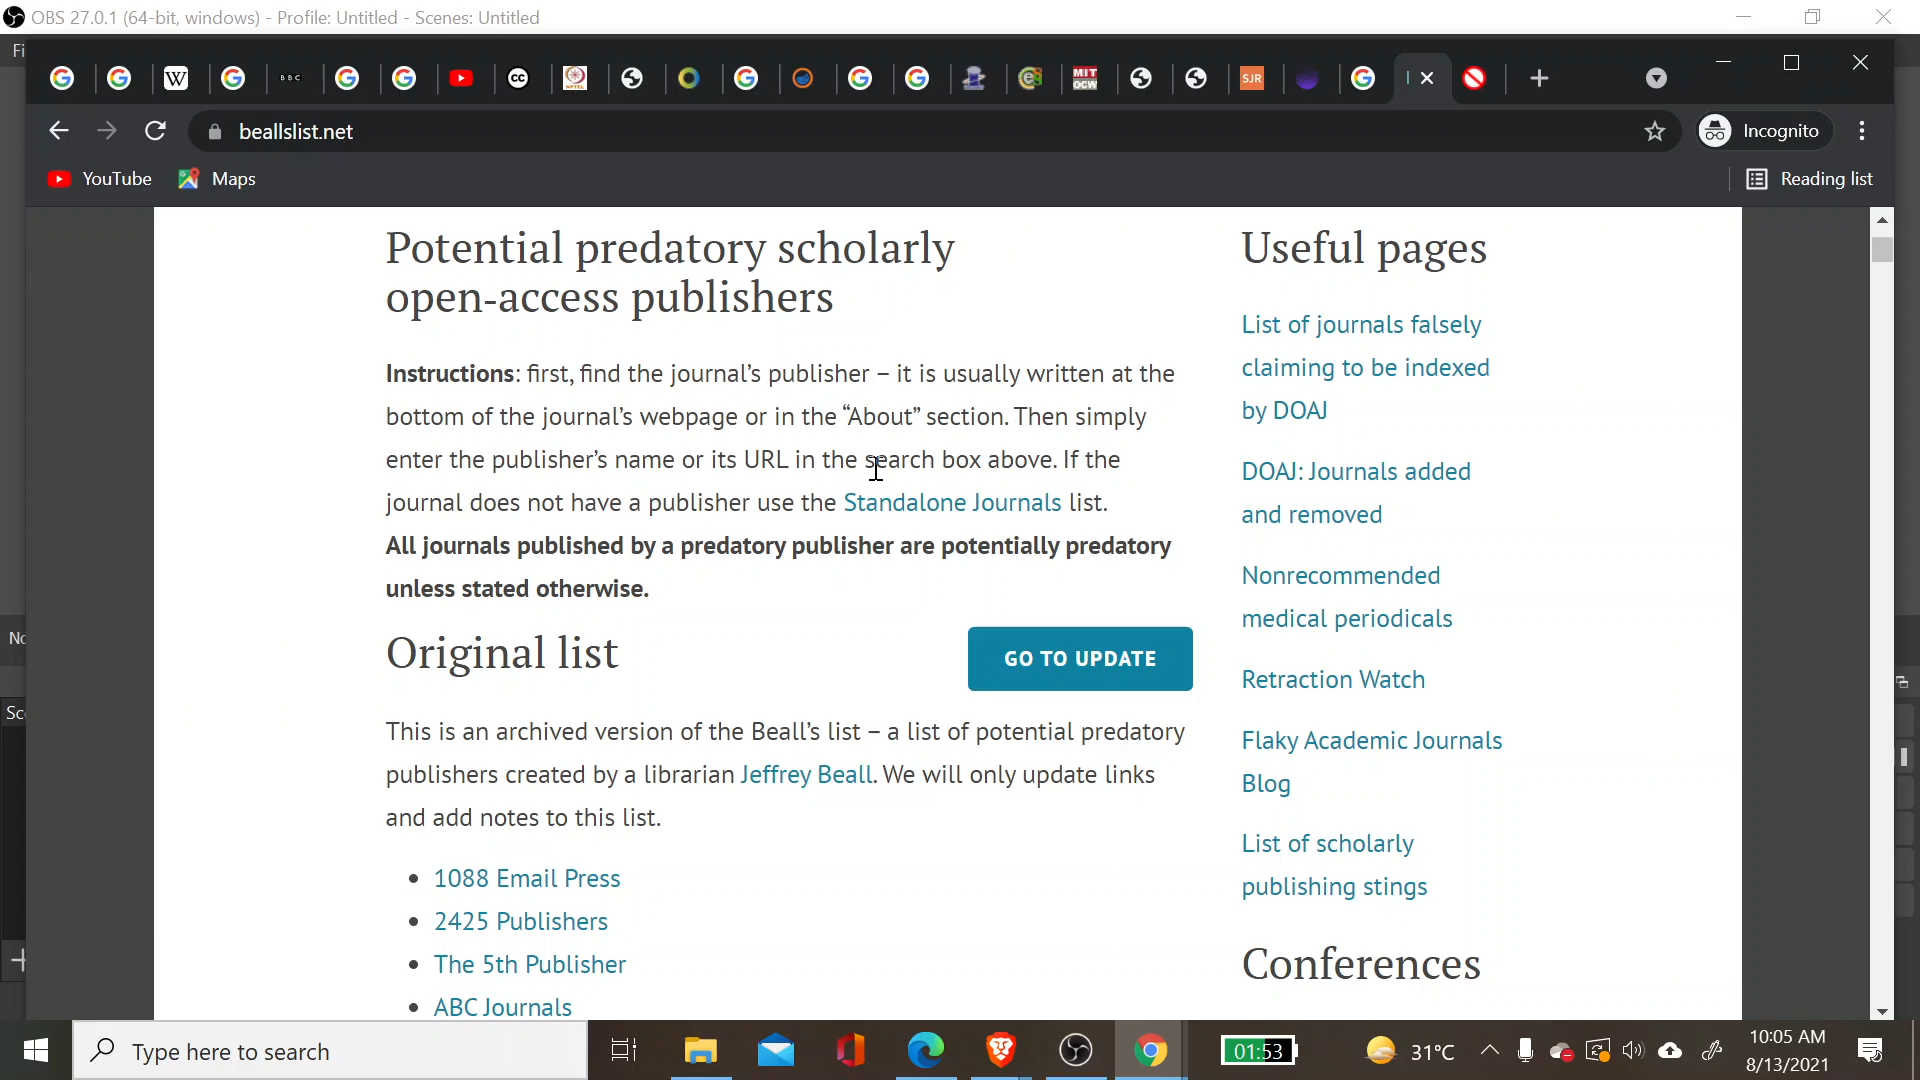 OBS 27.0.1 (64-bit, windows) - Profile: Untitled - Scenes: Untitled
Fi
W
BBC
cc
NPTEL
MIT
OCW
SJR
beallslist.net
Incognito
YouTube
Maps
Reading list
Potential predatory scholarly
open-access publishers
Instructions: first, find the journal’s publisher – it is usually written at the
bottom of the journal’s webpage or in the “About” section. Then simply
enter the publisher’s name or its URL in the search box above. If the
journal does not have a publisher use the Standalone Journals list.
All journals published by a predatory publisher are potentially predatory
unless stated otherwise.
Original list
GO TO UPDATE
This is an archived version of the Beall’s list – a list of potential predatory
publishers created by a librarian Jeffrey Beall. We will only update links
and add notes to this list.
• 1088 Email Press
• 2425 Publishers
• The 5th Publisher
• ABC Journals
Useful pages
List of journals falsely
claiming to be indexed
by DOAJ
DOAJ: Journals added
and removed
Nonrecommended
medical periodicals
Retraction Watch
Flaky Academic Journals
Blog
List of scholarly
publishing stings
Conferences
No
Sc
Type here to search
01:53
31°C
10:05 AM
8/13/2021